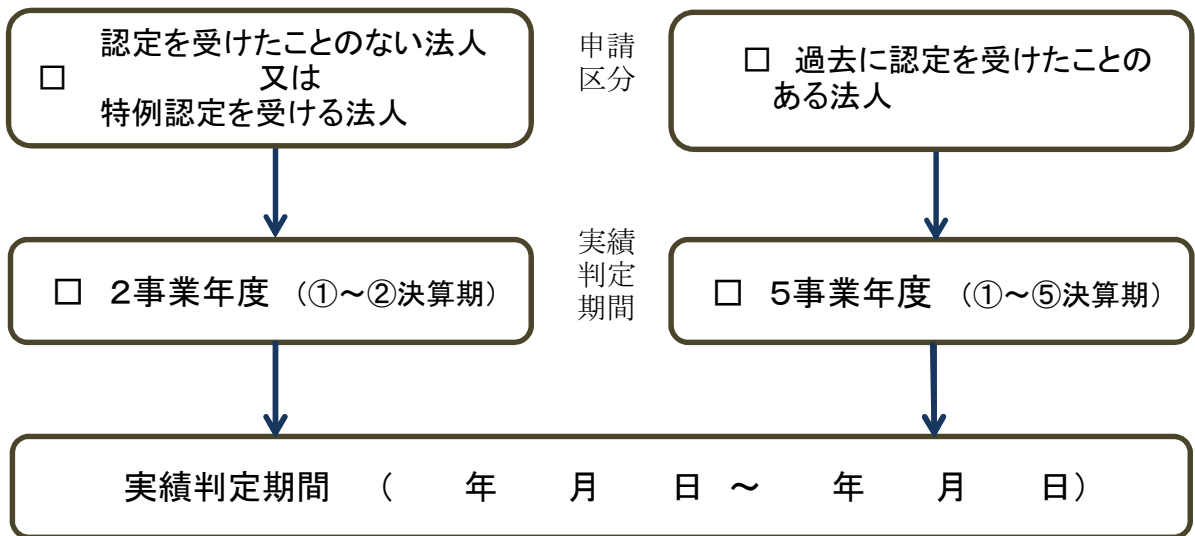 認定を受けたことのない法人
□ 又は
特例認定を受ける法人
申請
区分
□ 過去に認定を受けたことの
ある法人
□ 2事業年度 (①～②決算期)
実績
判定
期間
□ 5事業年度 (①～⑤決算期)
実績判定期間 ( 年 月 日 ～ 年 月 日)